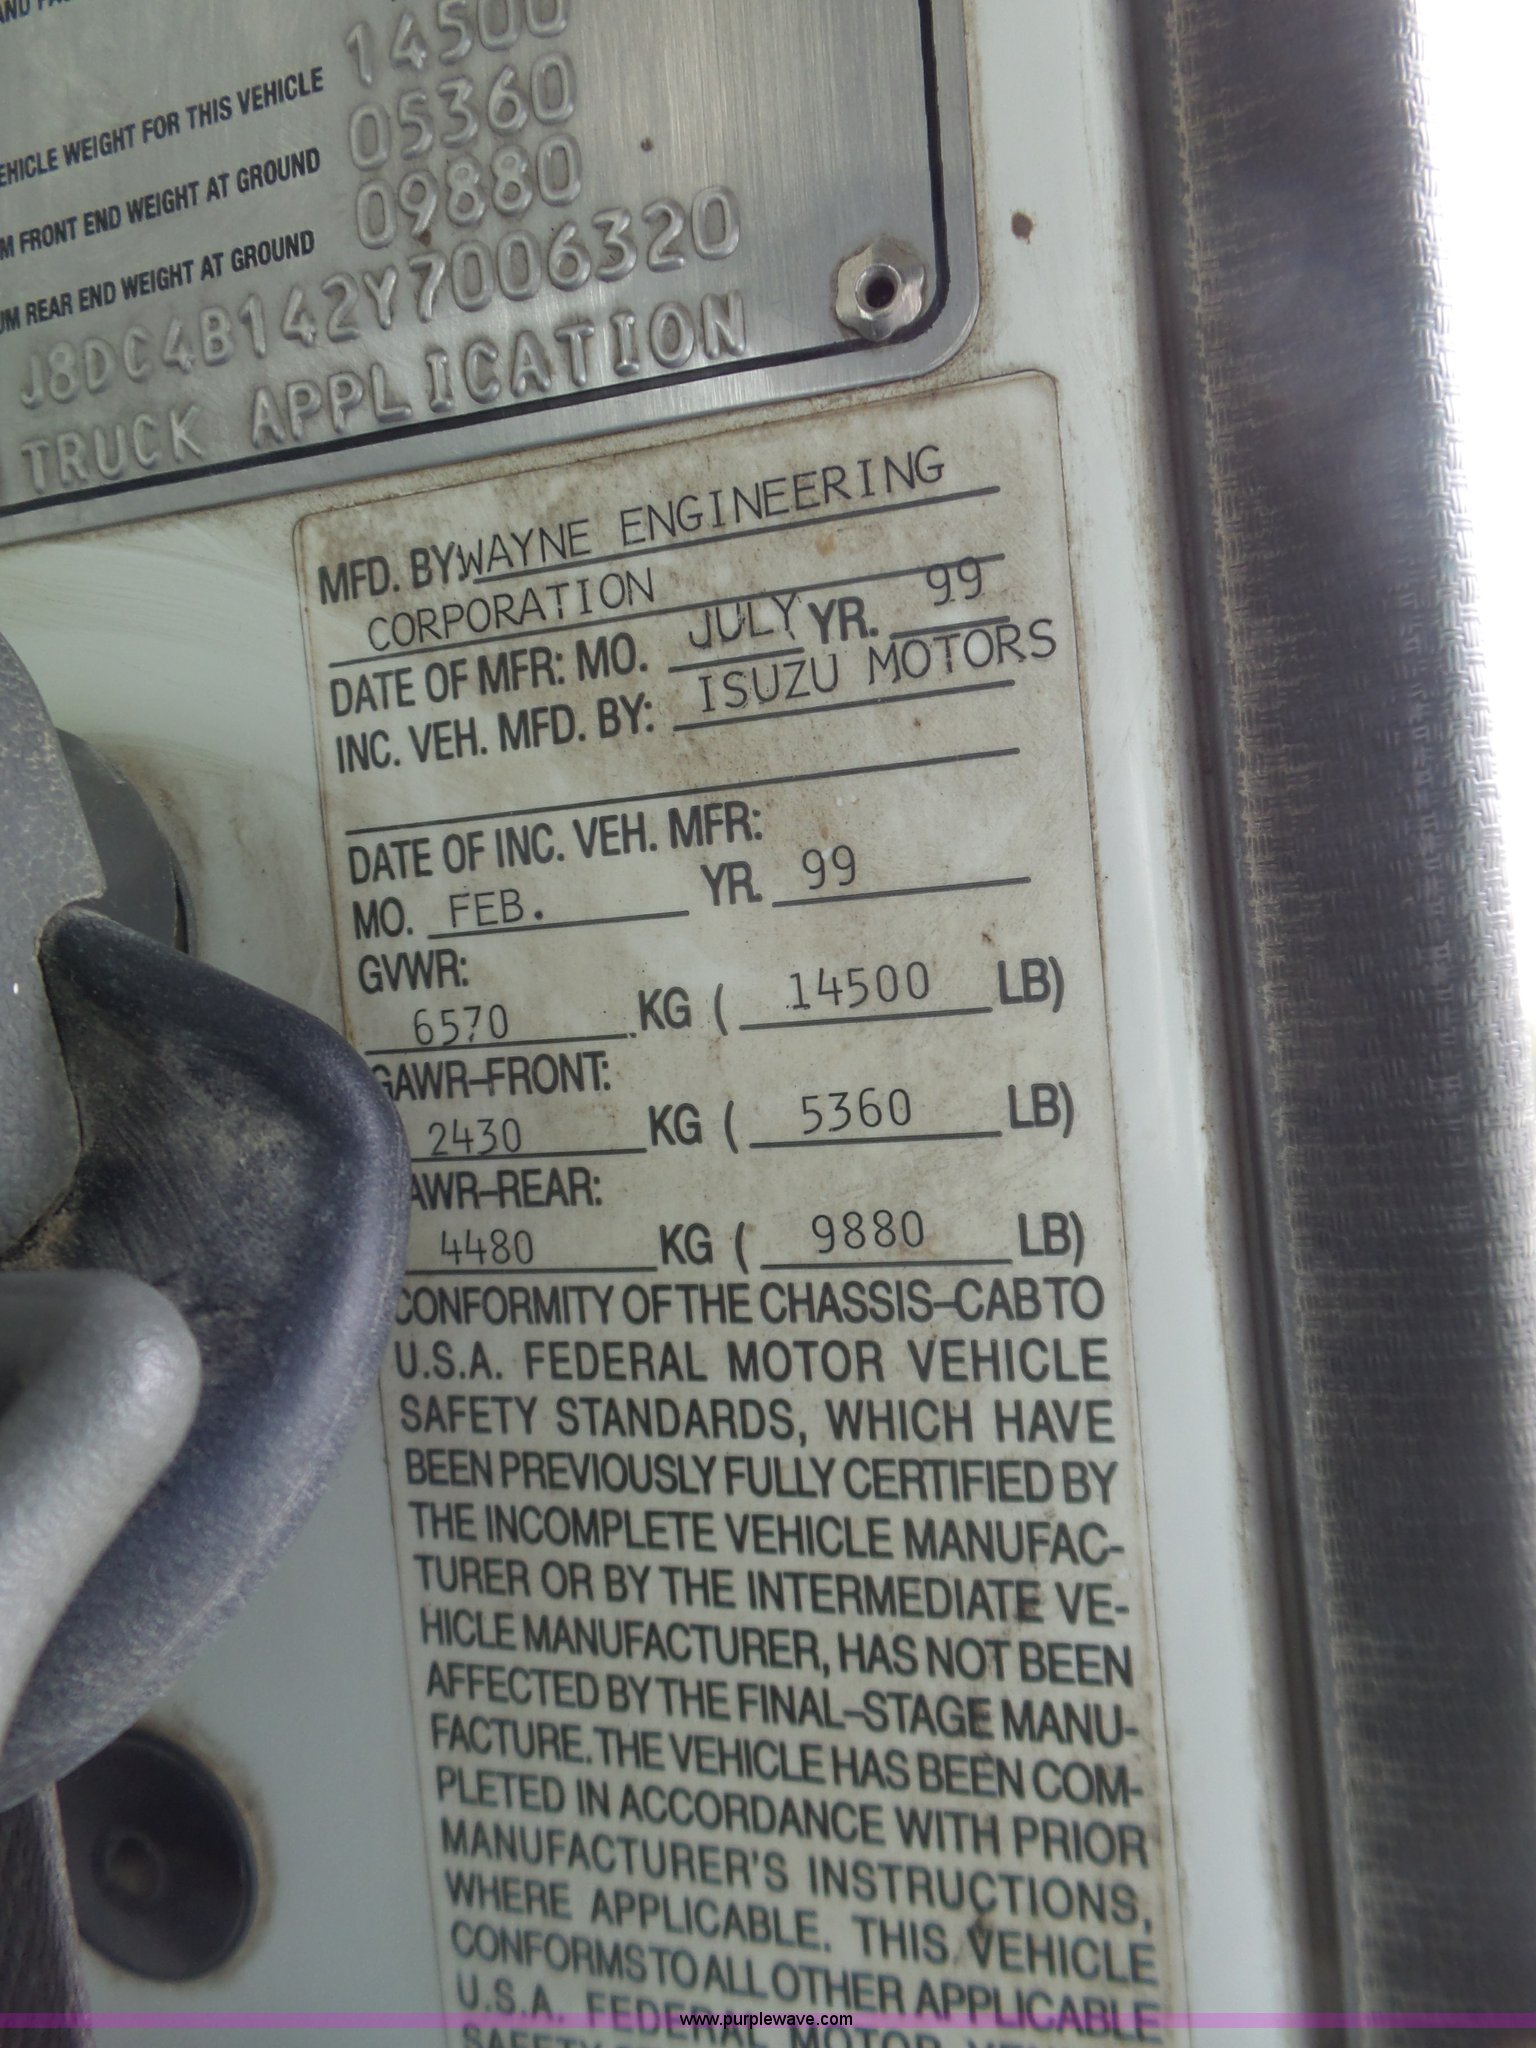 14500
EHICLE WEIGHT FOR THIS VEHICLE
05360
M FRONT END WEIGHT AT GROUND
09880
UM REAR END WEIGHT AT GROUND
J8DC4B142Y7006320
TRUCK APPLICATION
MFD. BY: WAYNE ENGINEERING
CORPORATION
DATE OF MFR: MO. JULY YR. 99
INC. VEH. MFD. BY: ISUZU MOTORS
DATE OF INC. VEH. MFR:
MO. FEB. YR. 99
GVWR:
6570 KG ( 14500 LB)
GAWR-FRONT:
2430 KG ( 5360 LB)
AWR-REAR:
4480 KG ( 9880 LB)
CONFORMITY OF THE CHASSIS-CAB TO
U.S.A. FEDERAL MOTOR VEHICLE
SAFETY STANDARDS, WHICH HAVE
BEEN PREVIOUSLY FULLY CERTIFIED BY
THE INCOMPLETE VEHICLE MANUFAC-
TURER OR BY THE INTERMEDIATE VE-
HICLE MANUFACTURER, HAS NOT BEEN
AFFECTED BY THE FINAL-STAGE MANU-
FACTURE. THE VEHICLE HAS BEEN COM-
PLETED IN ACCORDANCE WITH PRIOR
MANUFACTURER'S INSTRUCTIONS,
WHERE APPLICABLE. THIS VEHICLE
CONFORMS TO ALL OTHER APPLICABLE
U.S.A. FEDERAL MOTOR
www.purplewave.com